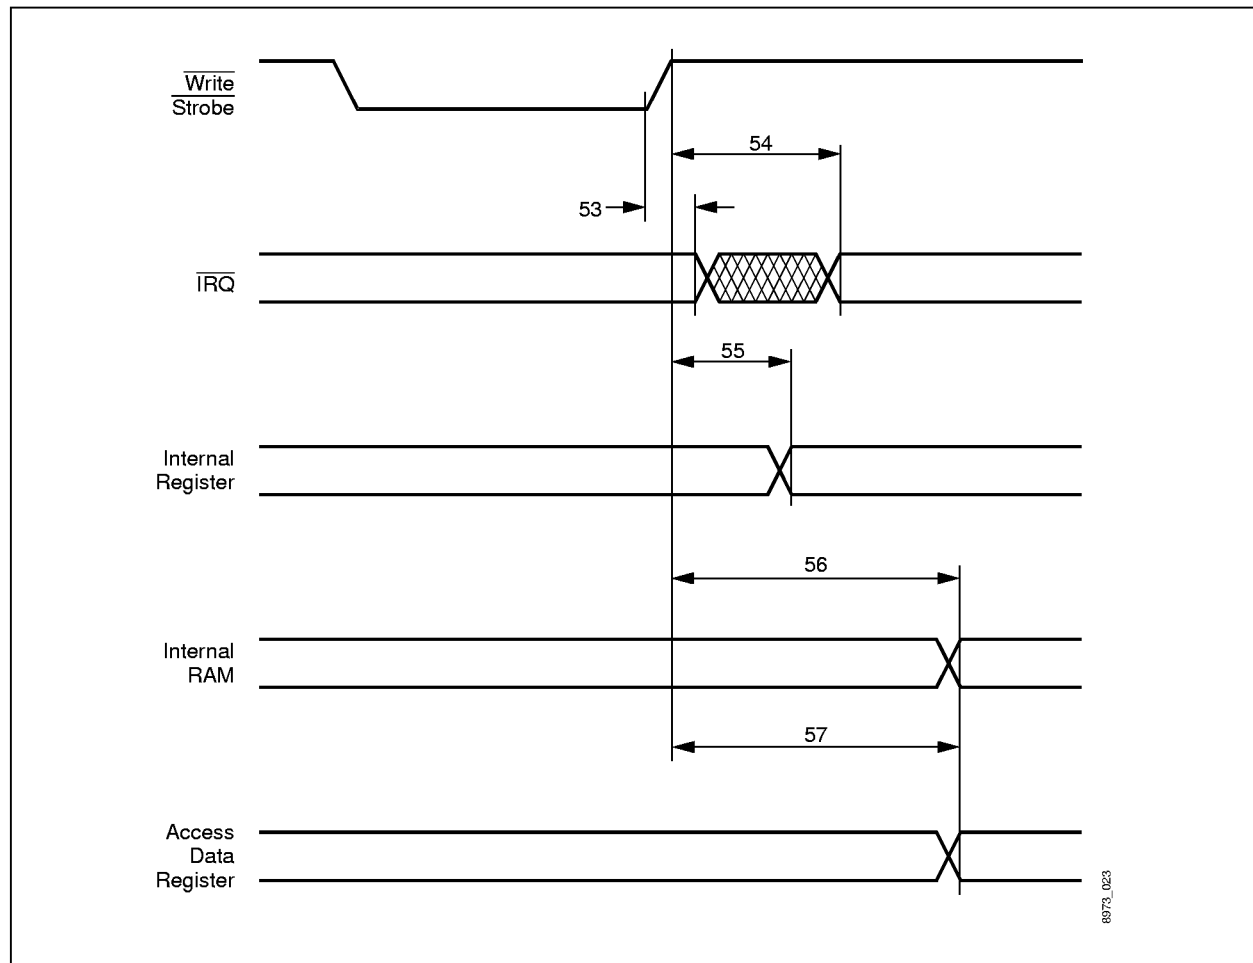 Write
Strobe
54
53
IRQ
55
Internal
Register
56
Internal
RAM
57
Access
Data
Register
8973_023